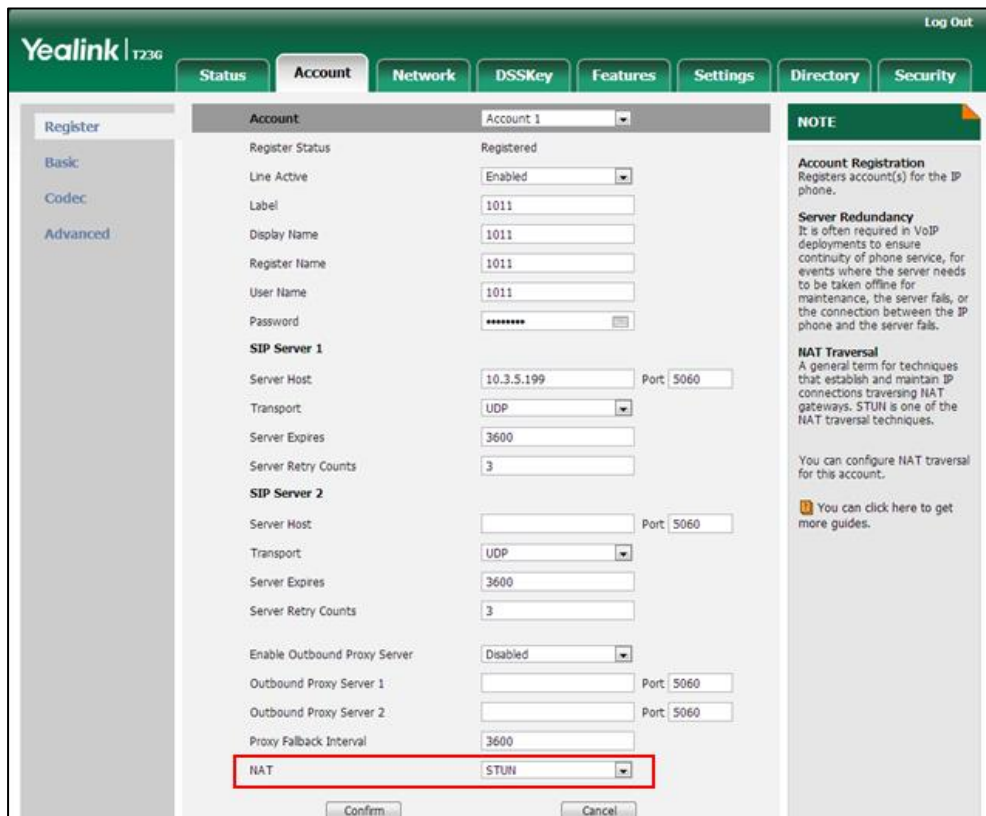 Log Out
Yealink T23G
Status Account Network DSSKey Features Settings Directory Security
Register
Basic
Codec
Advanced
Account Account 1
Register Status Registered
Line Active Enabled
Label 1011
Display Name 1011
Register Name 1011
User Name 1011
Password ••••••••
SIP Server 1
Server Host 10.3.5.199 Port 5060
Transport UDP
Server Expires 3600
Server Retry Counts 3
SIP Server 2
Server Host Port 5060
Transport UDP
Server Expires 3600
Server Retry Counts 3
Enable Outbound Proxy Server Disabled
Outbound Proxy Server 1 Port 5060
Outbound Proxy Server 2 Port 5060
Proxy Fallback Interval 3600
NAT STUN
Confirm Cancel
NOTE
Account Registration
Registers account(s) for the IP
phone.
Server Redundancy
It is often required in VoIP
deployments to ensure
continuity of phone service, for
events where the server needs
to be taken offline for
maintenance, the server fails, or
the connection between the IP
phone and the server fails.
NAT Traversal
A general term for techniques
that establish and maintain IP
connections traversing NAT
gateways. STUN is one of the
NAT traversal techniques.
You can configure NAT traversal
for this account.
You can click here to get
more guides.